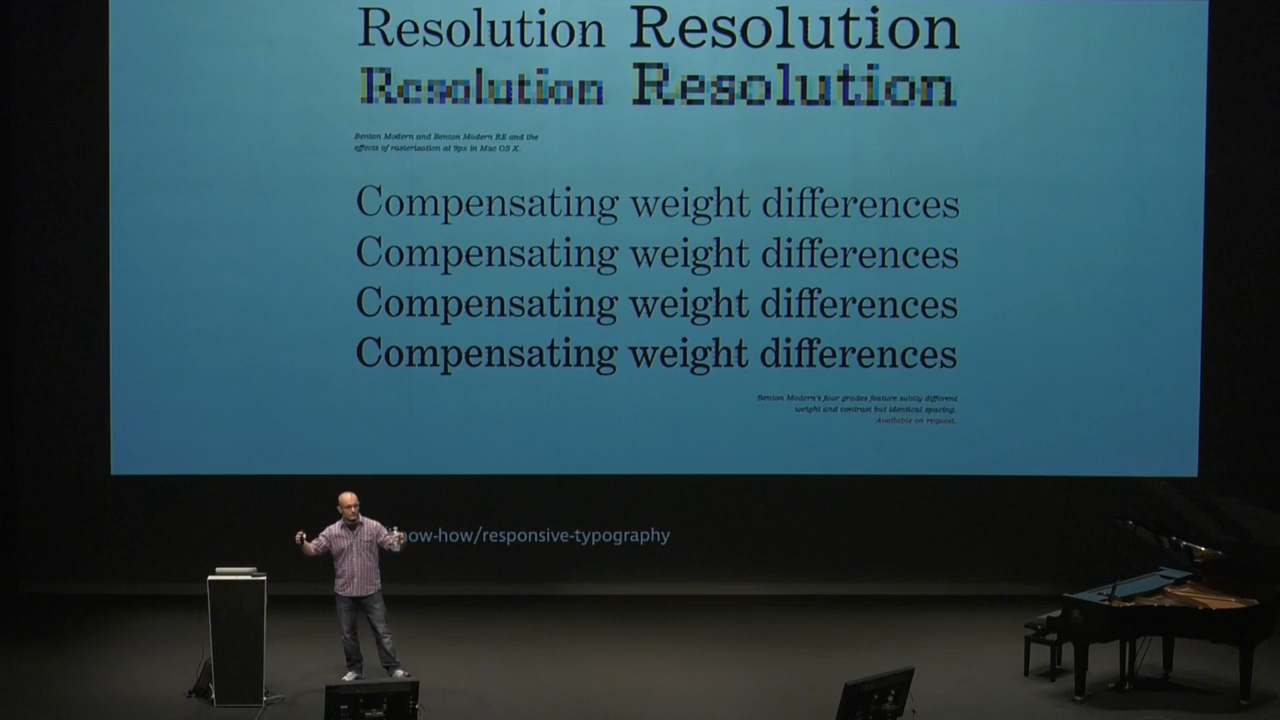 Resolution Resolution
Resolution Resolution
Benton Modern and Benton Modern RE and the
effects of rasterisation at 9px in Mac OS X.
Compensating weight differences
Compensating weight differences
Compensating weight differences
Compensating weight differences
Benton Modern's four grades feature subtly different
weight and contrast but identical spacing.
Available on request.
now-how/responsive-typography